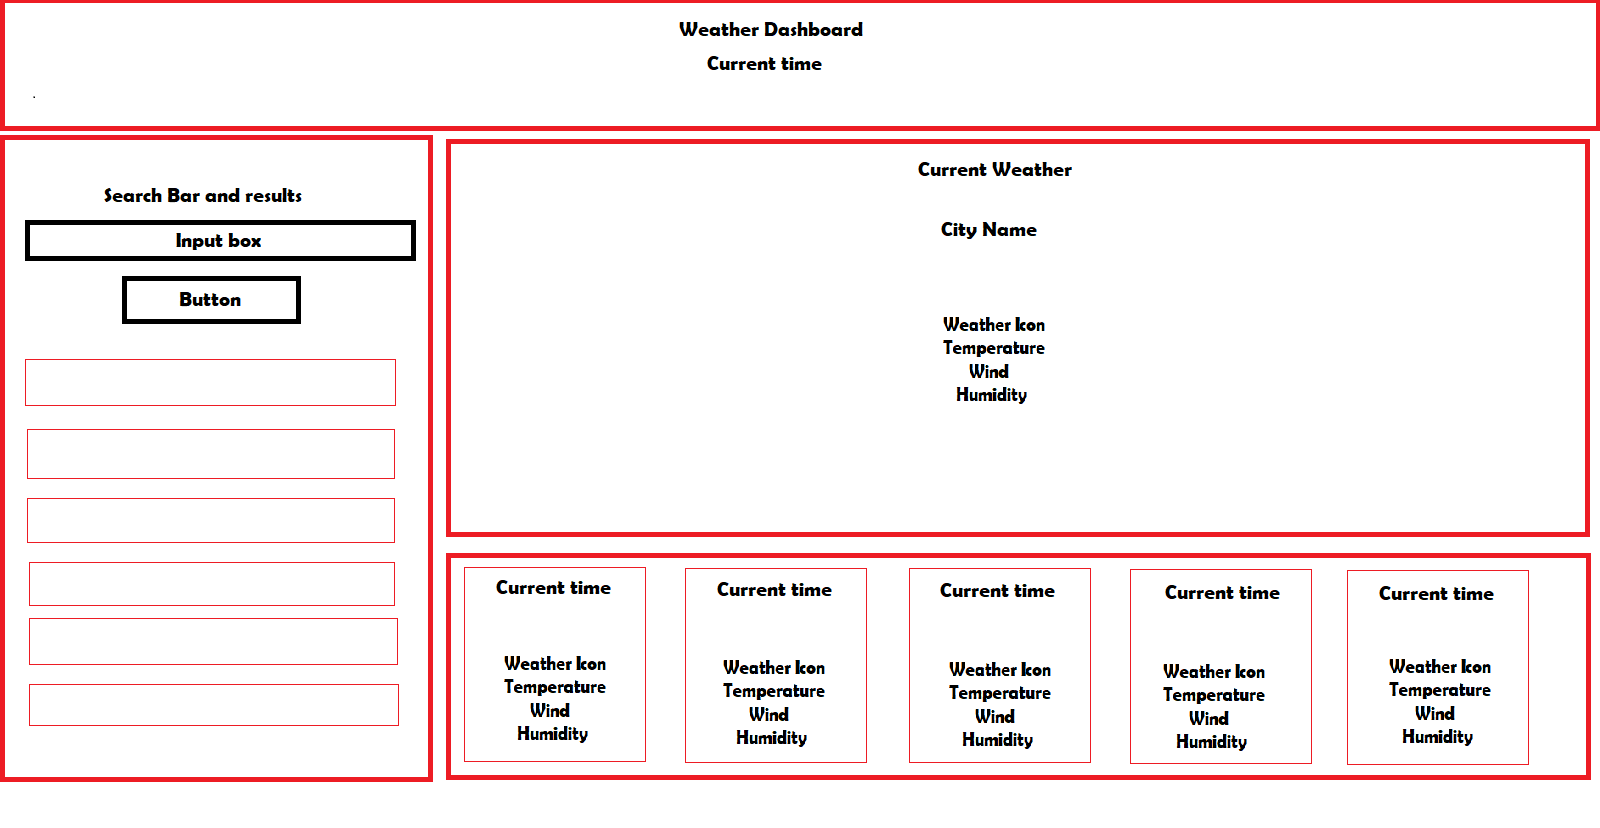 Weather Dashboard
Current time
.
Search Bar and results
Input box
Button
Current Weather
City Name
Weather Icon
Temperature
Wind
Humidity
Current time
Weather Icon
Temperature
Wind
Humidity
Current time
Weather Icon
Temperature
Wind
Humidity
Current time
Weather Icon
Temperature
Wind
Humidity
Current time
Weather Icon
Temperature
Wind
Humidity
Current time
Weather Icon
Temperature
Wind
Humidity